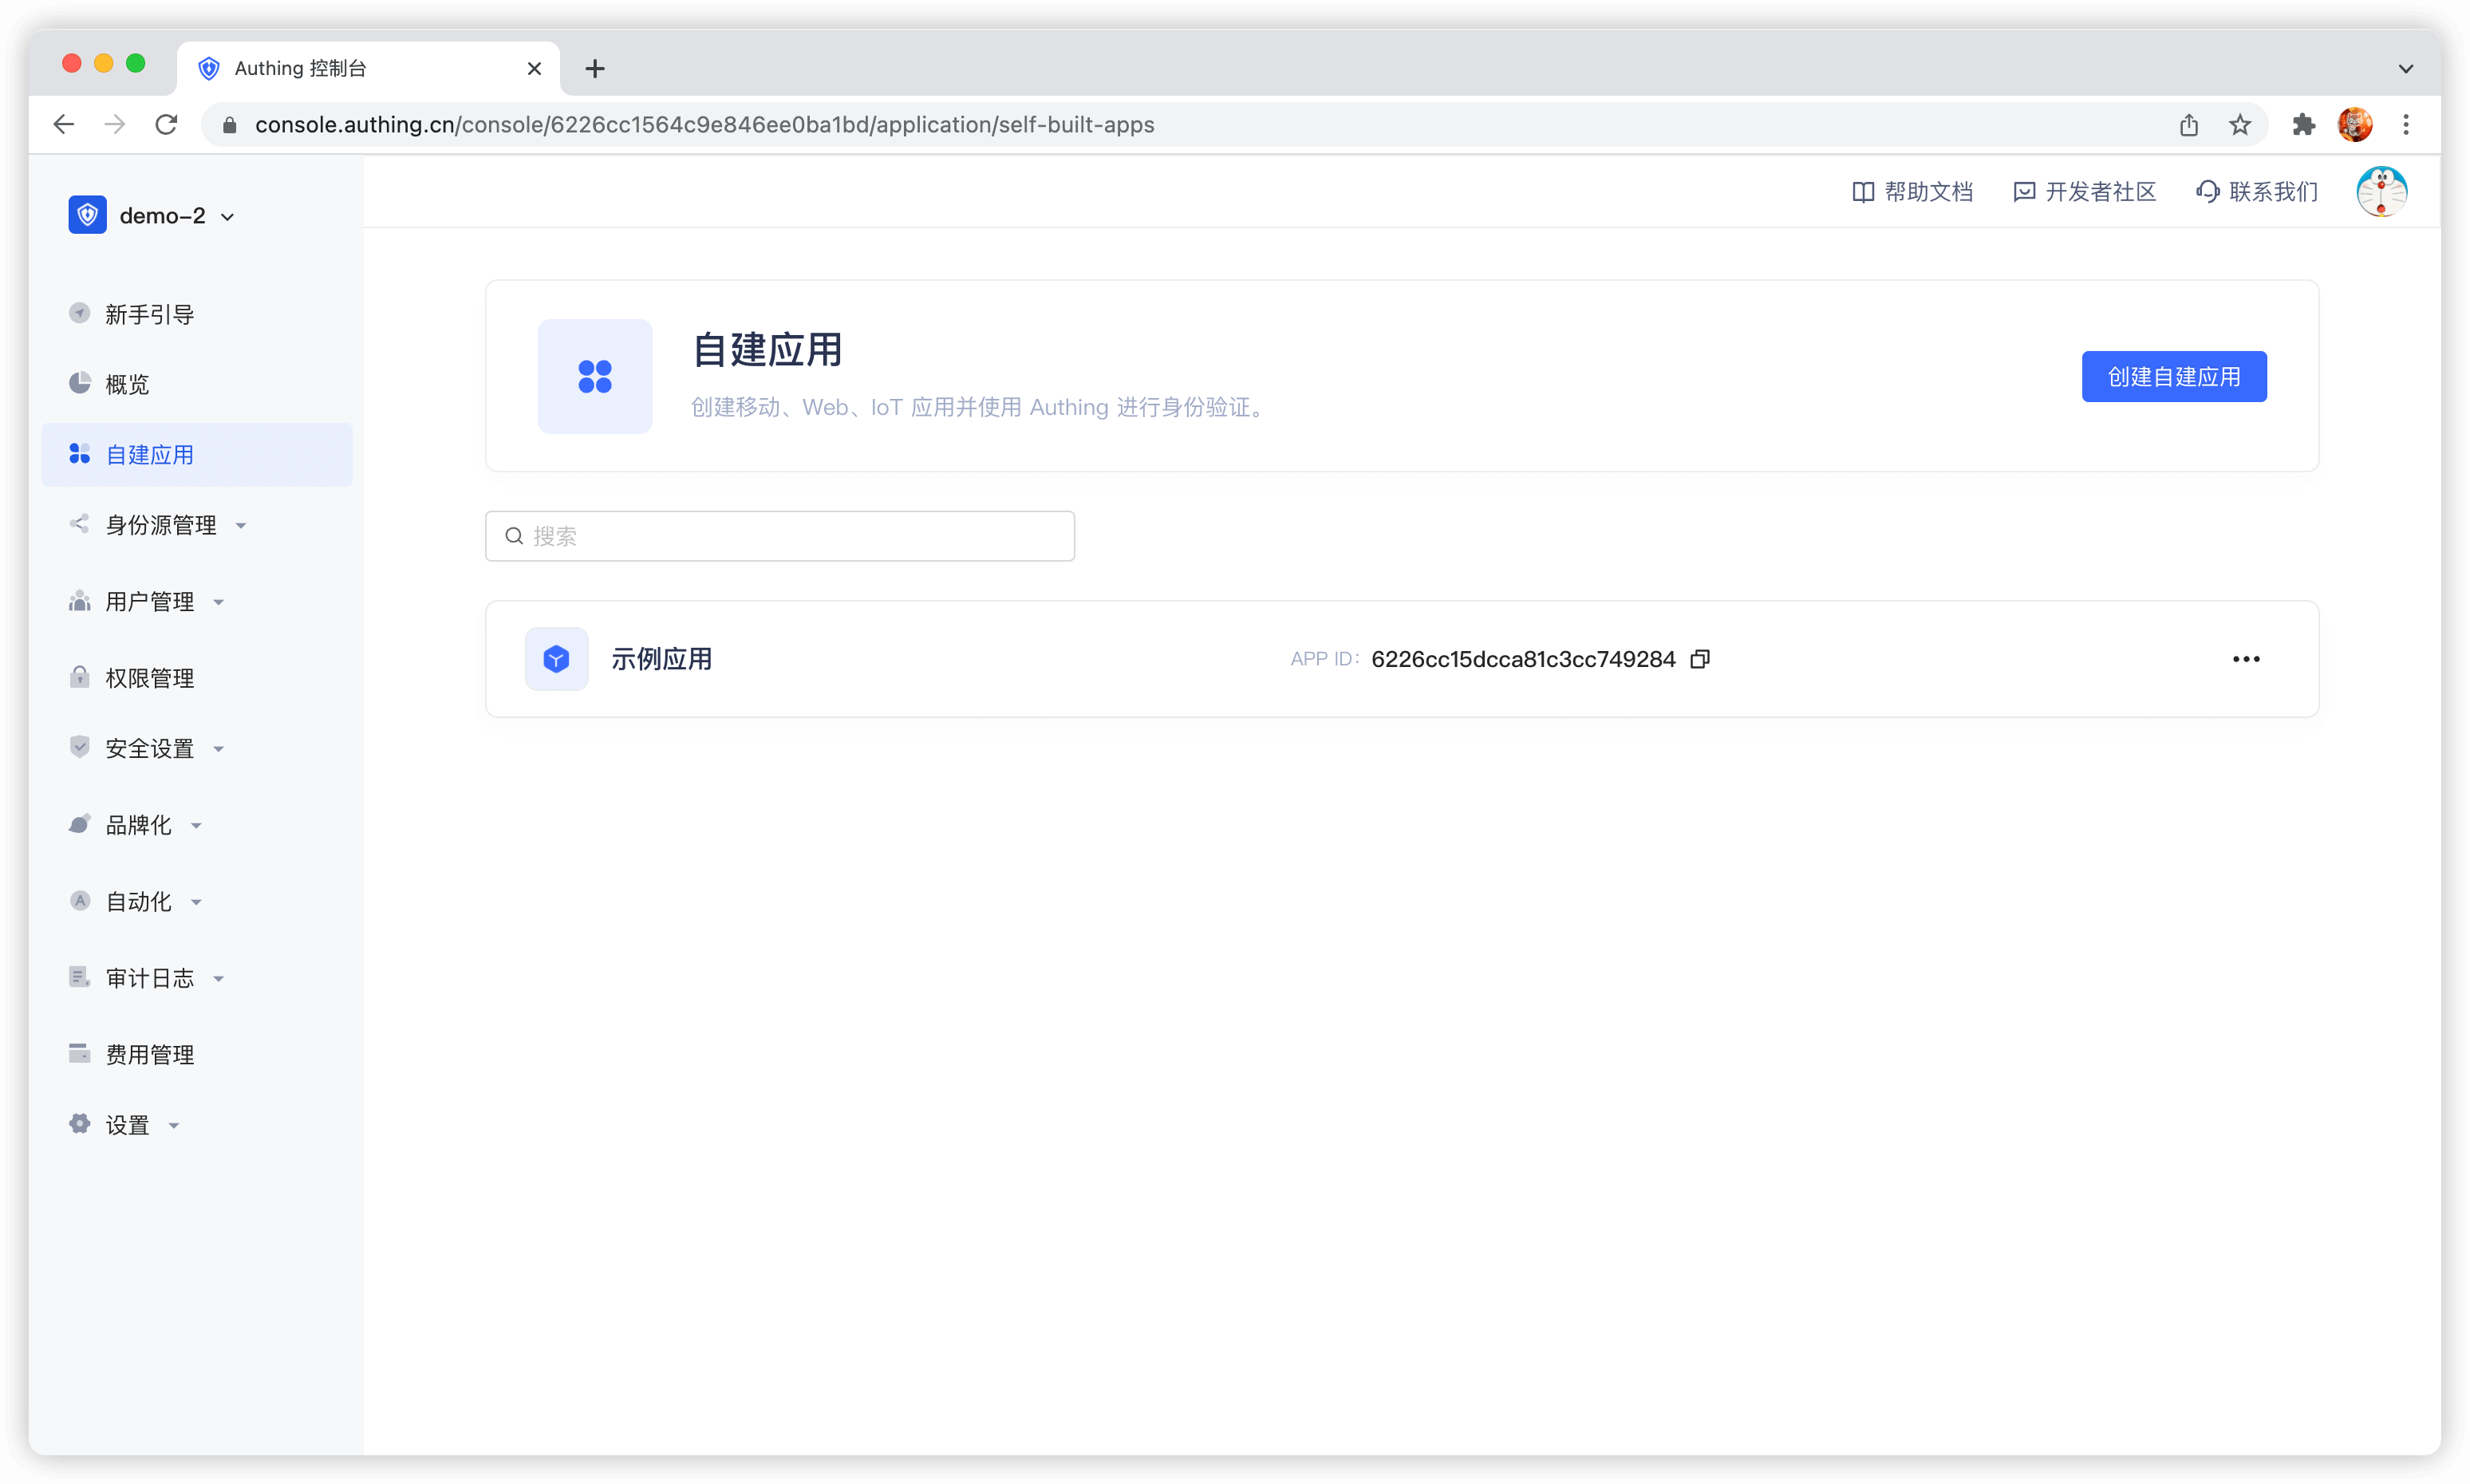 Authing 控制台
console.authing.cn/console/6226cc1564c9e846ee0ba1bd/application/self-built-apps
demo-2
帮助文档 开发者社区 联系我们
新手引导
概览
自建应用
身份源管理
用户管理
权限管理
安全设置
品牌化
自动化
审计日志
费用管理
设置
自建应用
创建移动、Web、IoT 应用并使用 Authing 进行身份验证。
创建自建应用
搜索
示例应用
APP ID: 6226cc15dcca81c3cc749284